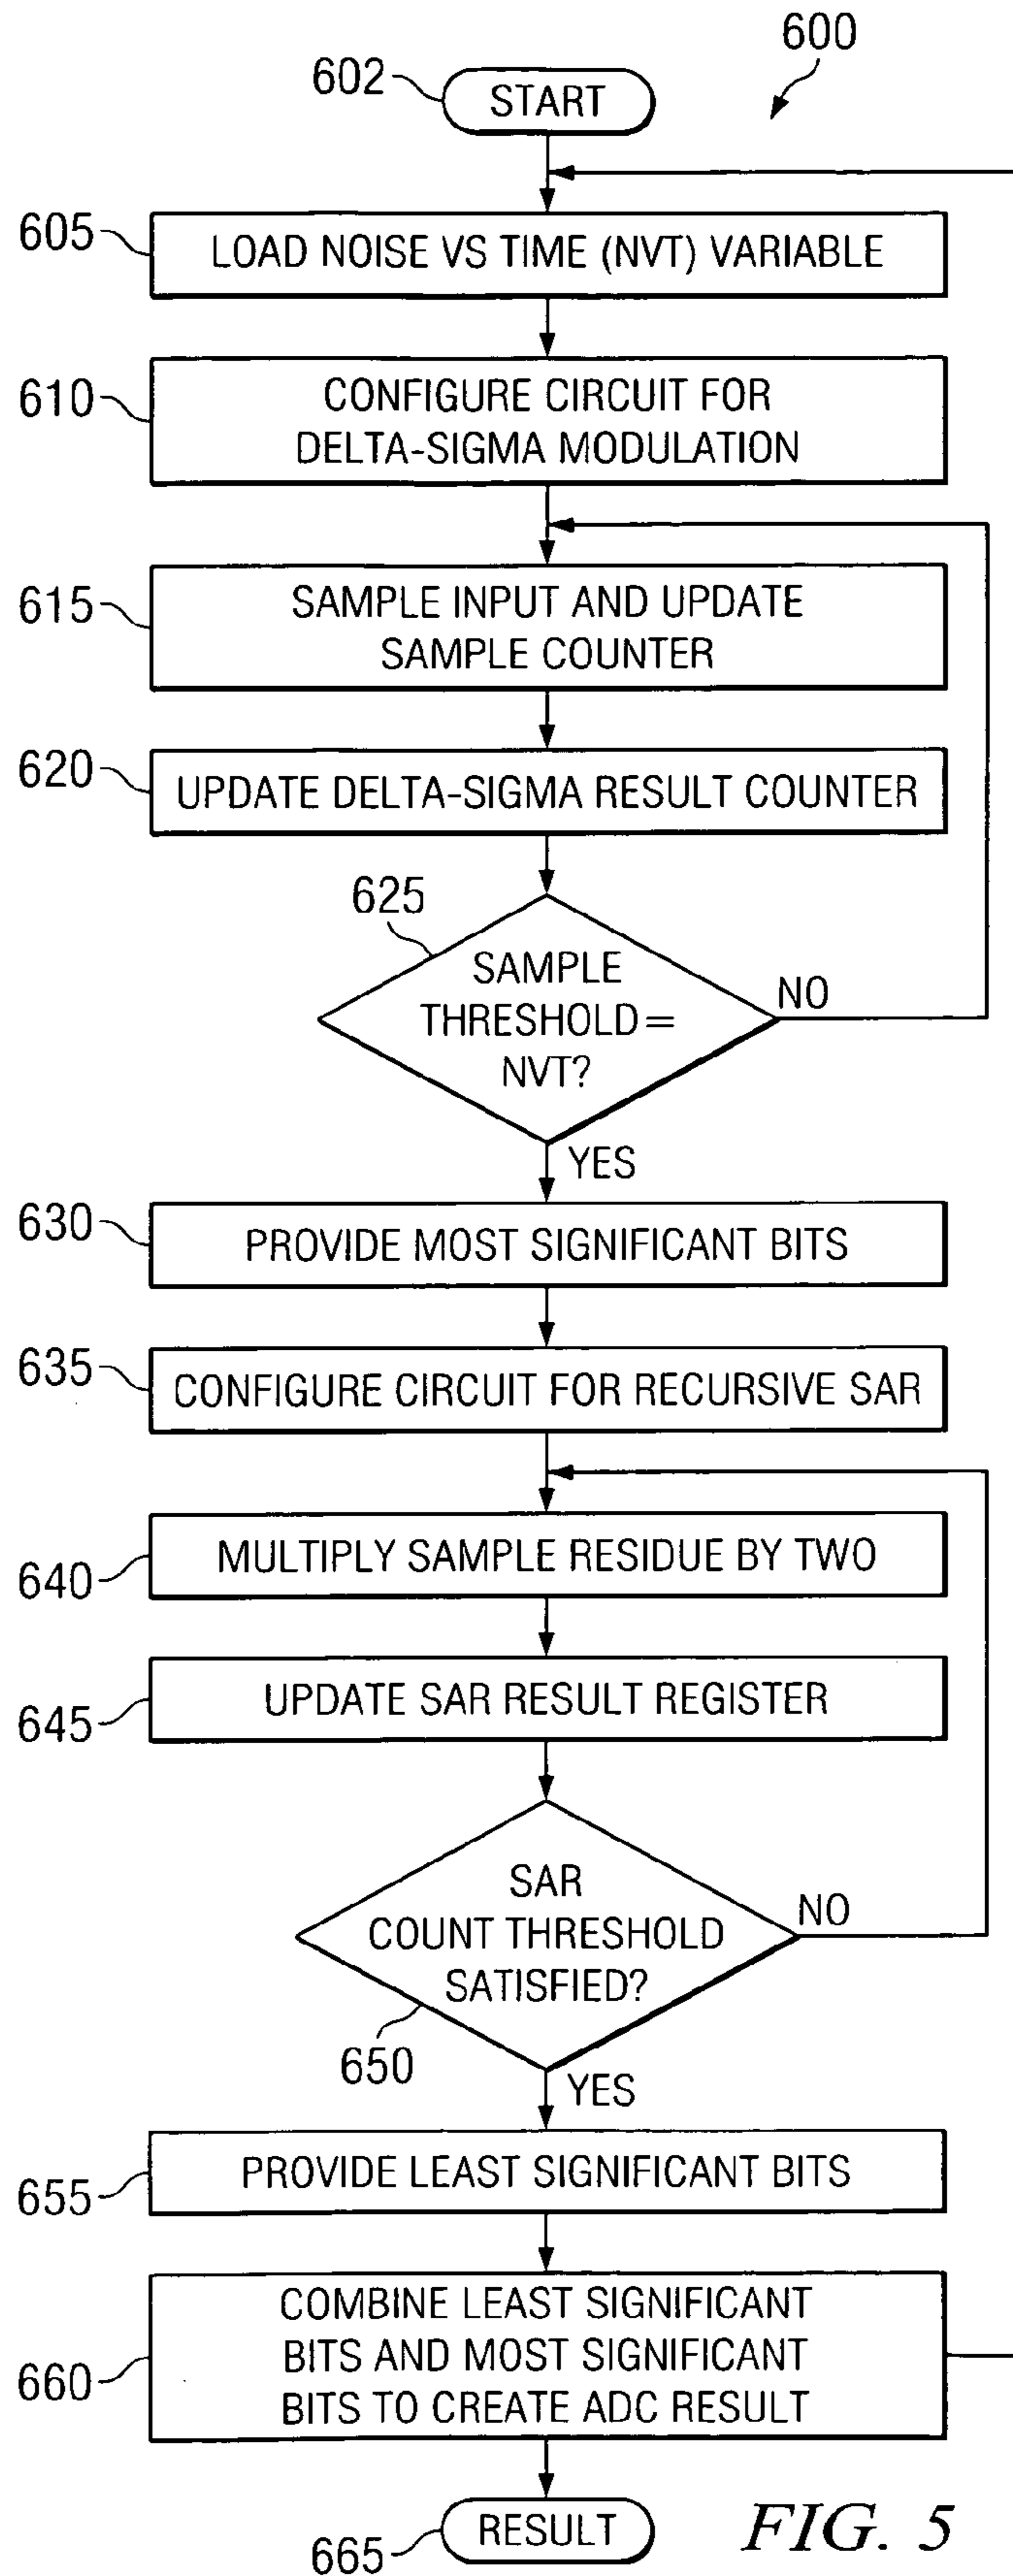 600
602
START
605
LOAD NOISE VS TIME (NVT) VARIABLE
610
CONFIGURE CIRCUIT FOR
DELTA-SIGMA MODULATION
615
SAMPLE INPUT AND UPDATE
SAMPLE COUNTER
620
UPDATE DELTA-SIGMA RESULT COUNTER
625
SAMPLE
THRESHOLD =
NVT?
NO
YES
630
PROVIDE MOST SIGNIFICANT BITS
635
CONFIGURE CIRCUIT FOR RECURSIVE SAR
640
MULTIPLY SAMPLE RESIDUE BY TWO
645
UPDATE SAR RESULT REGISTER
SAR
COUNT THRESHOLD
SATISFIED?
NO
650
YES
655
PROVIDE LEAST SIGNIFICANT BITS
660
COMBINE LEAST SIGNIFICANT
BITS AND MOST SIGNIFICANT
BITS TO CREATE ADC RESULT
665
RESULT
FIG. 5